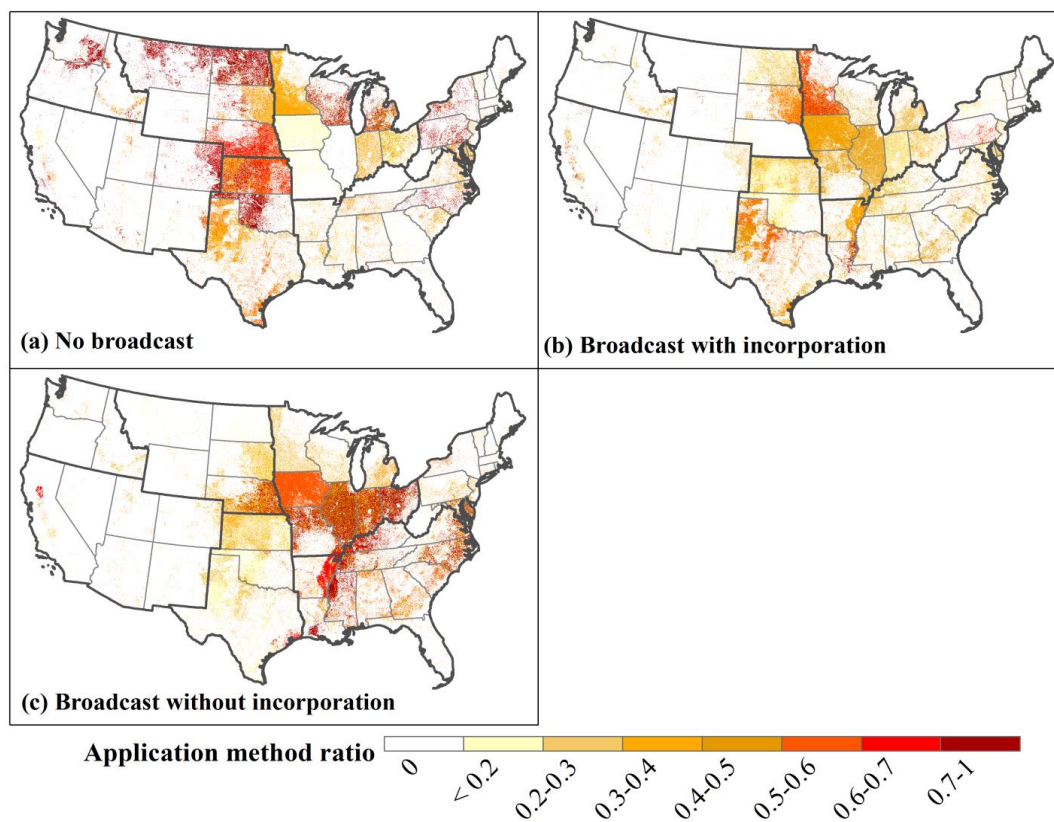 (a) No broadcast
(b) Broadcast with incorporation
(c) Broadcast without incorporation
Application method ratio
0
< 0.2
0.2-0.3
0.3-0.4
0.4-0.5
0.5-0.6
0.6-0.7
0.7-1